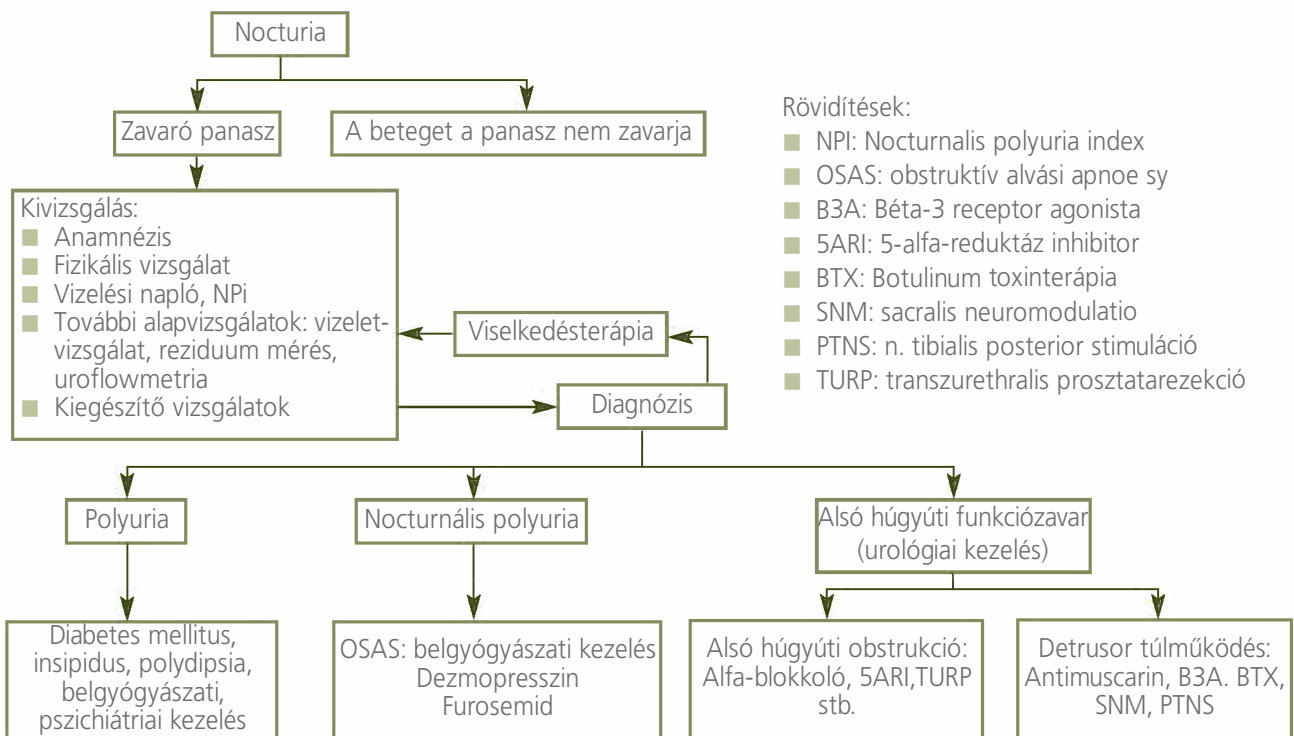 Nocturia
Zavaró panasz
A beteget a panasz nem zavarja
Kivizsgálás:
Anamnézis
Fizikális vizsgálat
Vizelési napló, NPi
További alapvizsgálatok: vizelet-
vizsgálat, reziduum mérés,
uroflowmetria
Kiegészítő vizsgálatok
Viselkedésterápia
Diagnózis
Rövidítések:
NPI: Nocturnalis polyuria index
OSAS: obstruktív alvási apnoe sy
B3A: Béta-3 receptor agonista
5ARI: 5-alfa-reduktáz inhibitor
BTX: Botulinum toxinterápia
SNM: sacralis neuromodulatio
PTNS: n. tibialis posterior stimuláció
TURP: transzurethralis prosztatarezekció
Polyuria
Nocturnális polyuria
Alsó húgyúti funkciózavar
(urológiai kezelés)
Diabetes mellitus,
insipidus, polydipsia,
belgyógyászati,
pszichiátriai kezelés
OSAS: belgyógyászati kezelés
Dezmopresszin
Furosemid
Alsó húgyúti obstrukció:
Alfa-blokkoló, 5ARI,TURP
stb.
Detrusor túlműködés:
Antimuscarin, B3A. BTX,
SNM, PTNS